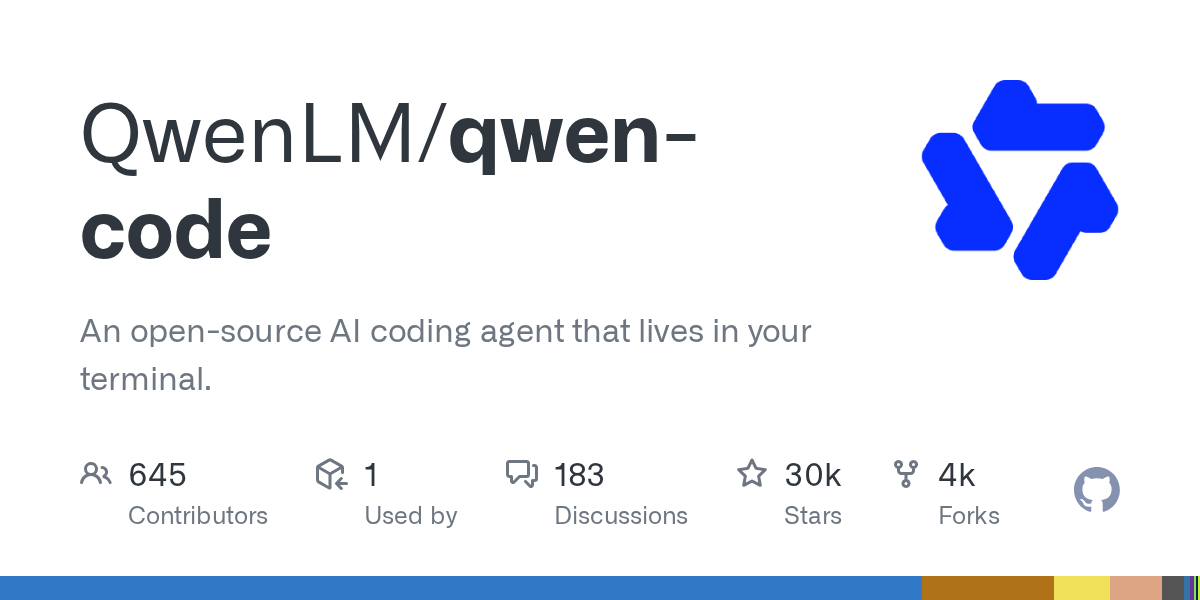 QwenLM/qwen-
code
An open-source AI coding agent that lives in your
terminal.
645 1 183 30k 4k
Contributors Used by Discussions Stars Forks